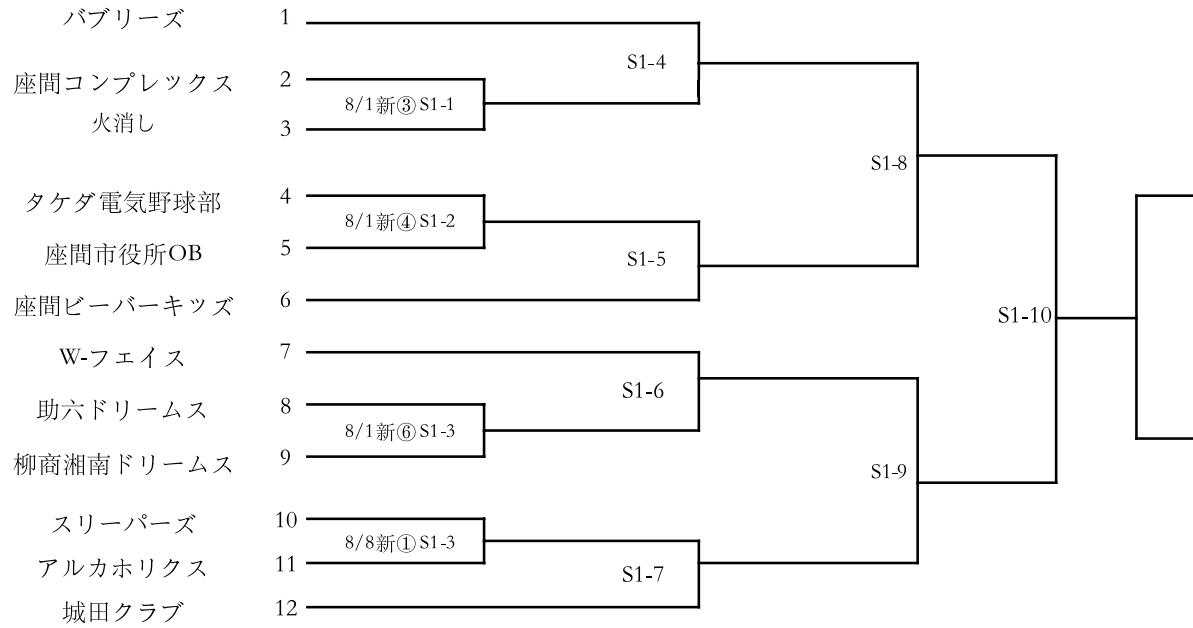 バブリーズ 1
S1-4
座間コンプレックス 2
8/1新③S1-1
火消し 3
S1-8
タケダ電気野球部 4
8/1新④S1-2
座間市役所OB 5
S1-5
座間ビーバーキッズ 6
S1-10
W-フェイス 7
S1-6
助六ドリームス 8
8/1新⑥S1-3
柳商湘南ドリームス 9
S1-9
スリーパーズ 10
8/8新①S1-3
アルカホリクス 11
S1-7
城田クラブ 12